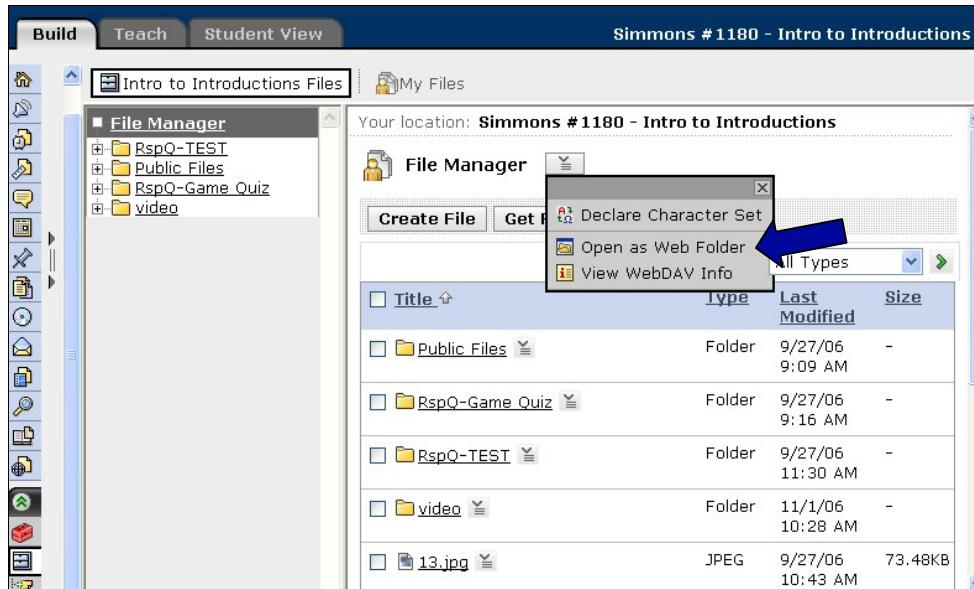 Build Teach Student View Simmons #1180 - Intro to Introductions
Intro to Introductions Files My Files
File Manager
RspQ-TEST
Public Files
RspQ-Game Quiz
video
Your location: Simmons #1180 - Intro to Introductions
File Manager
Declare Character Set
Open as Web Folder
View WebDAV Info
Create File Get
All Types
Title Type Last Modified Size
Public Files Folder 9/27/06 -
9:09 AM
RspQ-Game Quiz Folder 9/27/06 -
9:16 AM
RspQ-TEST Folder 9/27/06 -
11:30 AM
video Folder 11/1/06 -
10:28 AM
13.jpg JPEG 9/27/06 73.48KB
10:43 AM